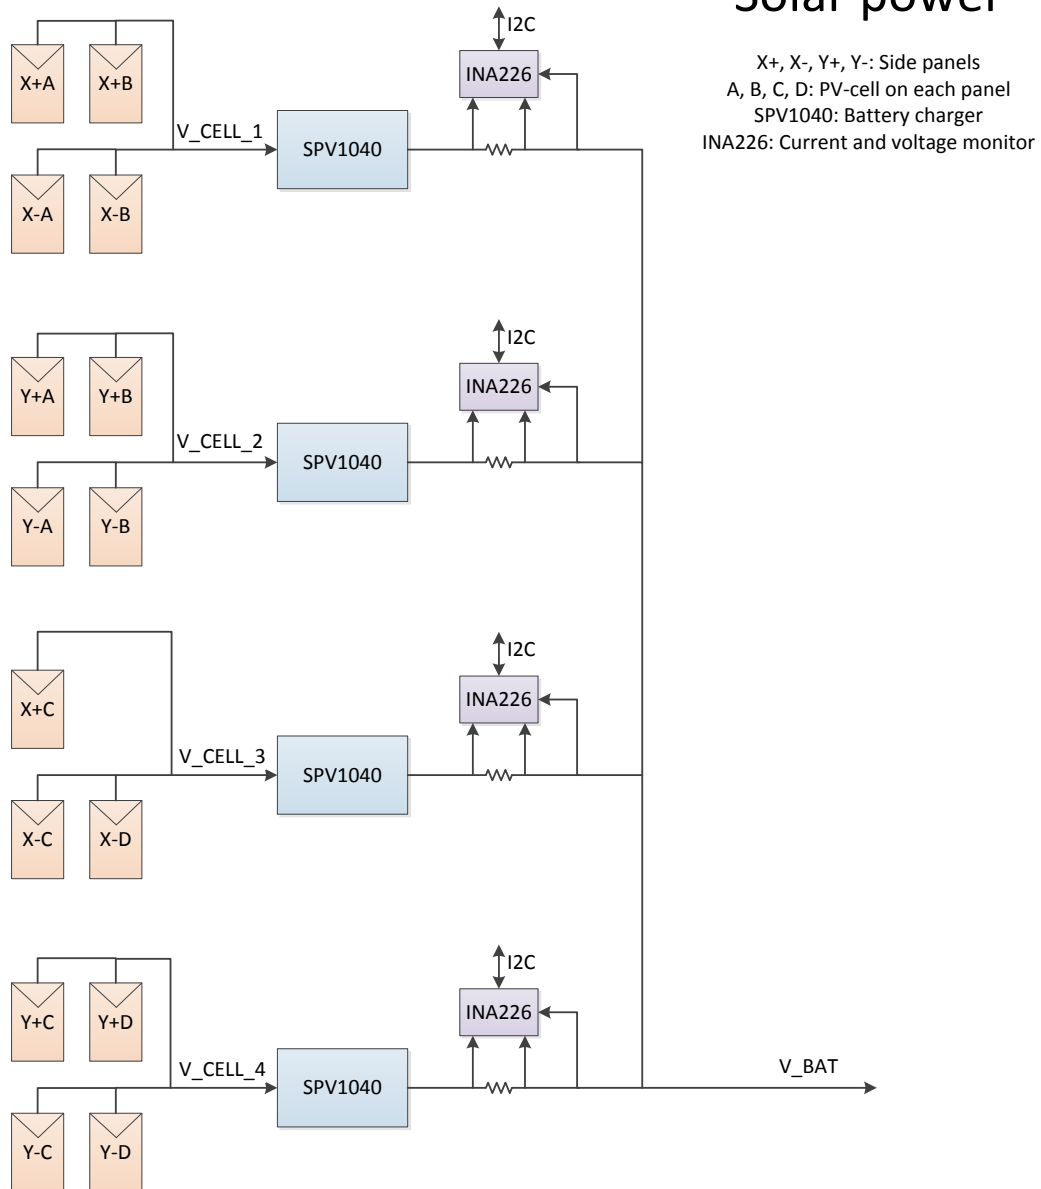 Solar power
X+, X-, Y+, Y-: Side panels
A, B, C, D: PV-cell on each panel
SPV1040: Battery charger
INA226: Current and voltage monitor
I2C
X+A
X+B
INA226
V_CELL_1
SPV1040
X-A
X-B
I2C
Y+A
Y+B
INA226
V_CELL_2
SPV1040
Y-A
Y-B
I2C
X+C
INA226
V_CELL_3
SPV1040
X-C
X-D
I2C
Y+C
Y+D
INA226
V_CELL_4
SPV1040
V_BAT
Y-C
Y-D